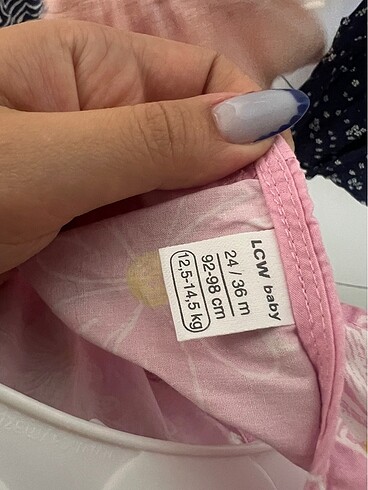 LCW baby
24 / 36 m
92-98 cm
12,5-14,5 kg